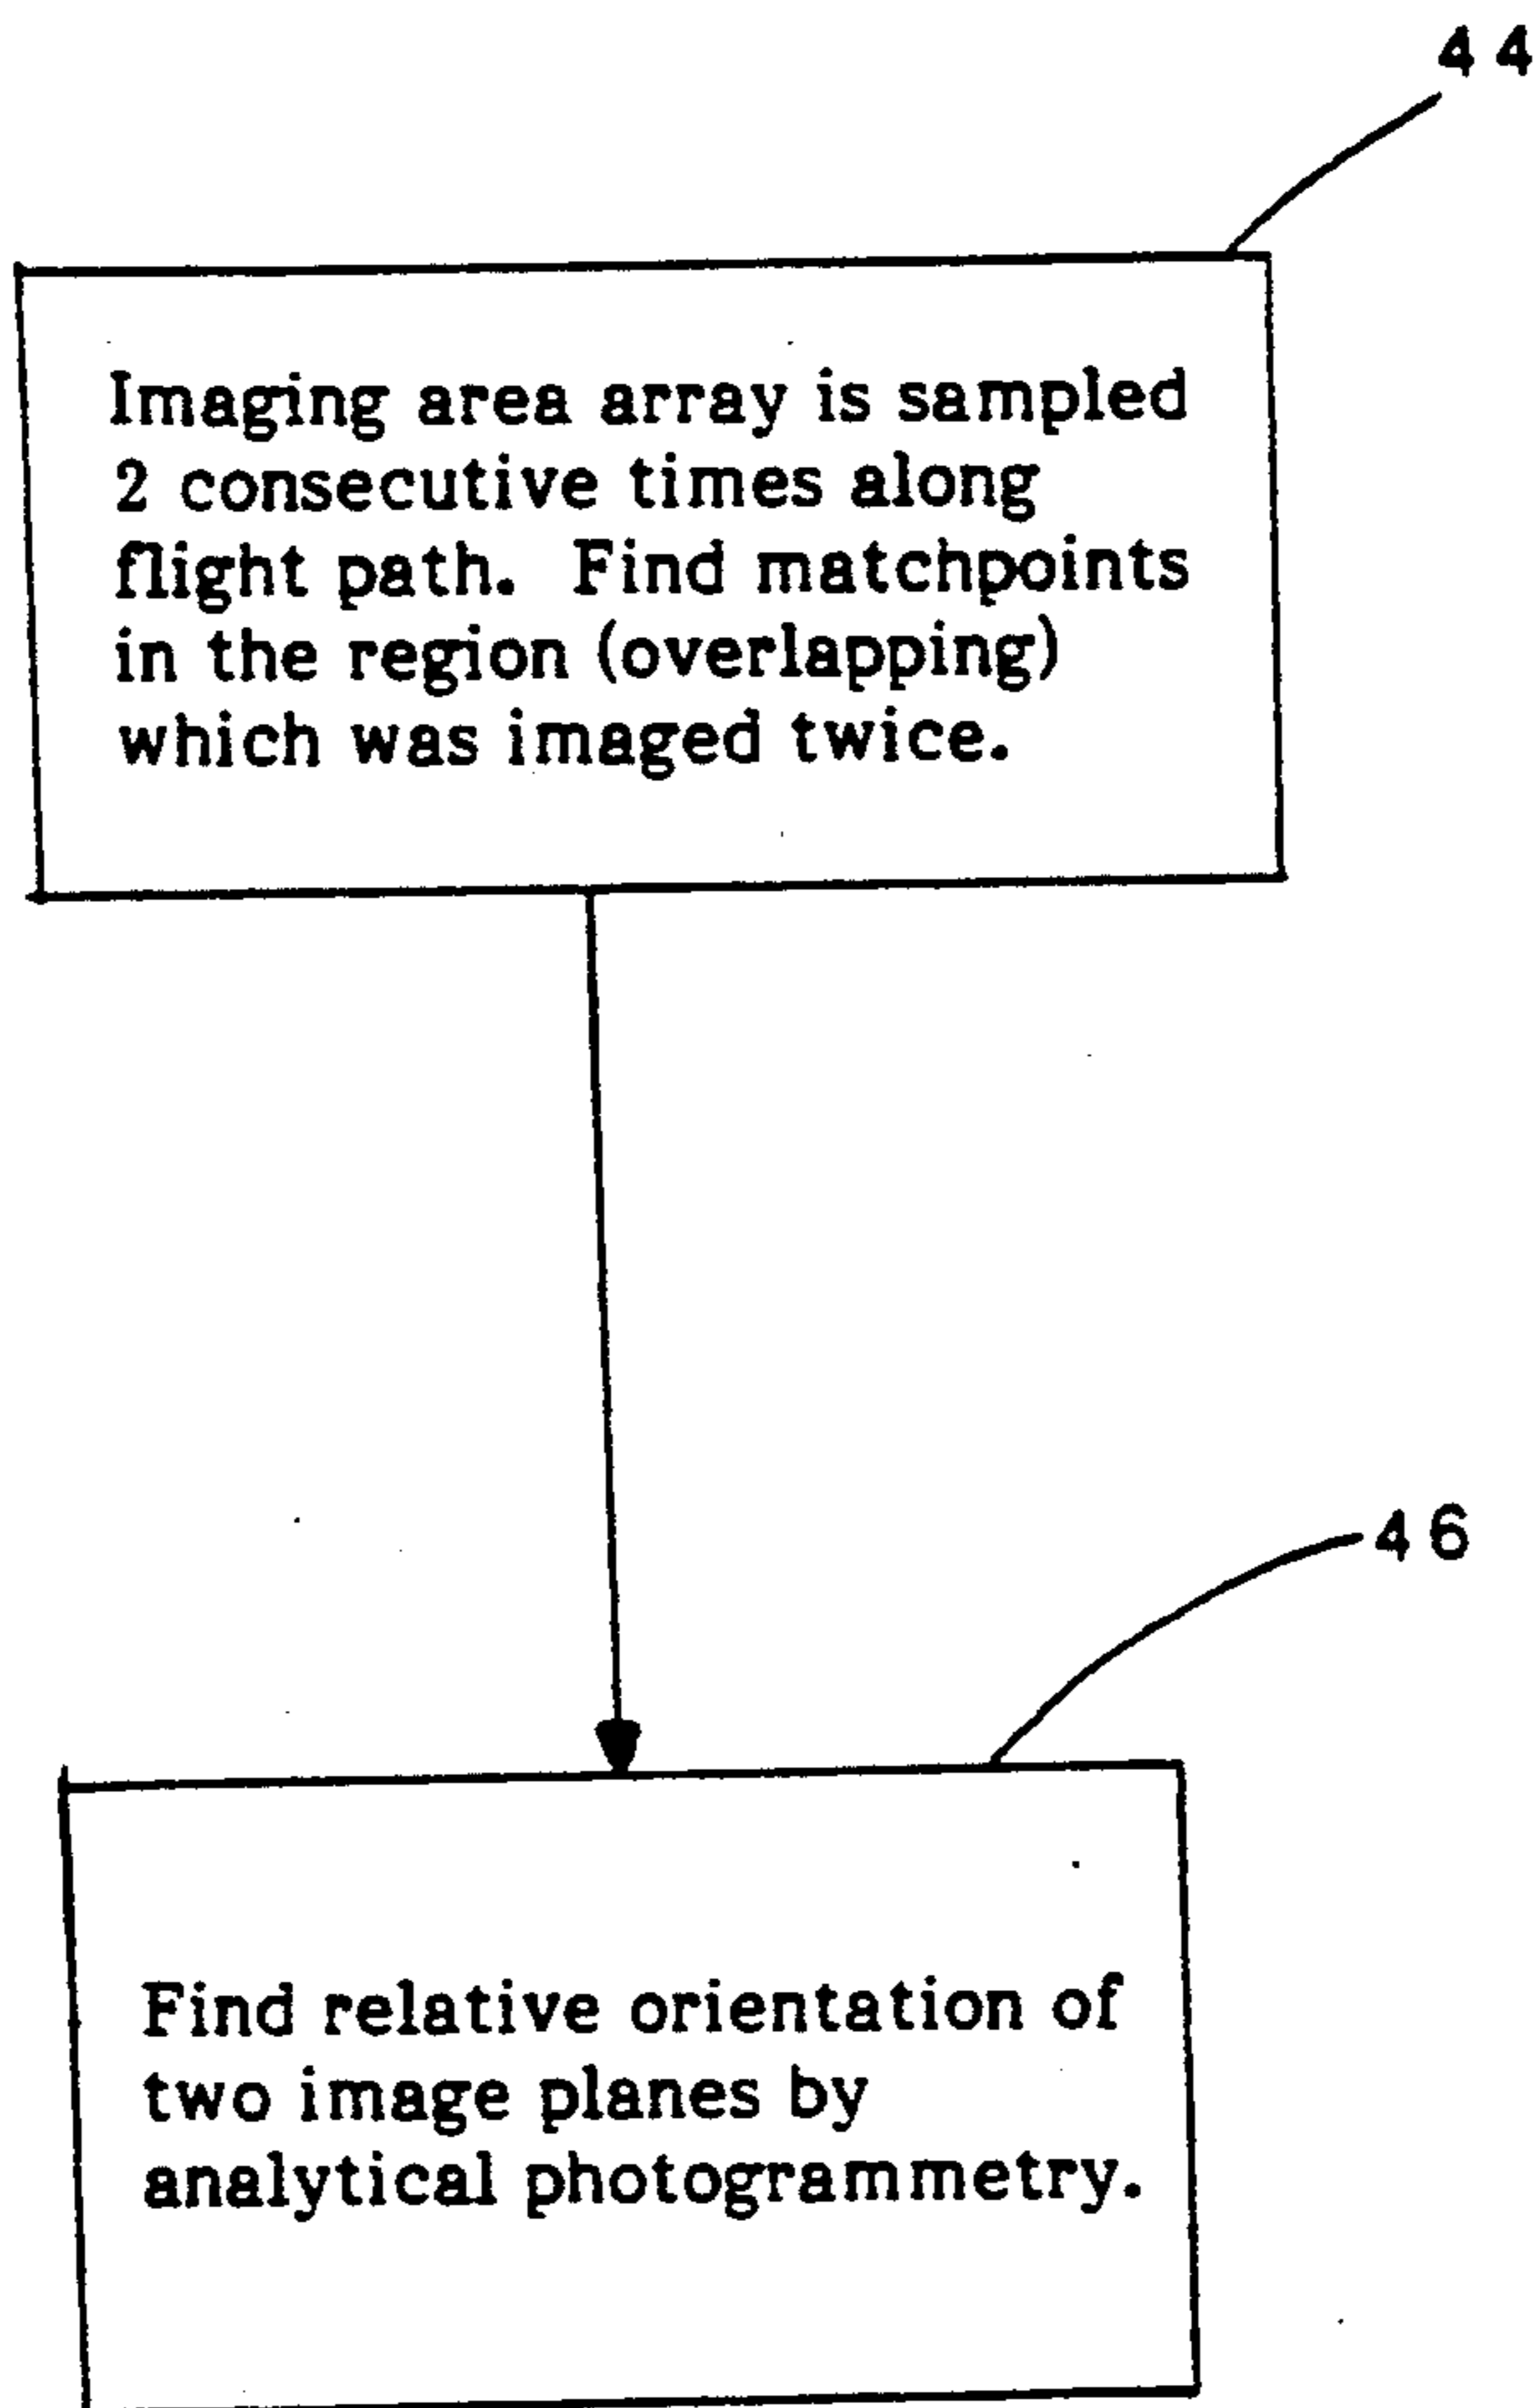 44
Imaging area array is sampled
2 consecutive times along
flight path. Find matchpoints
in the region (overlapping)
which was imaged twice.
46
Find relative orientation of
two image planes by
analytical photogrammetry.